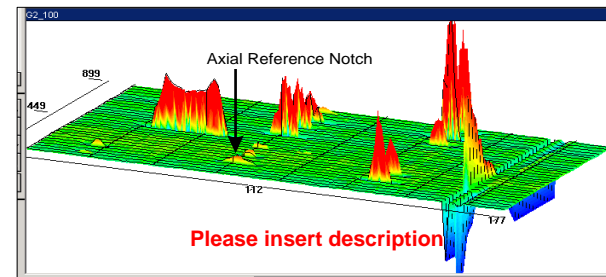 G2_100
Axial Reference Notch
899
449
112
177
Please insert description